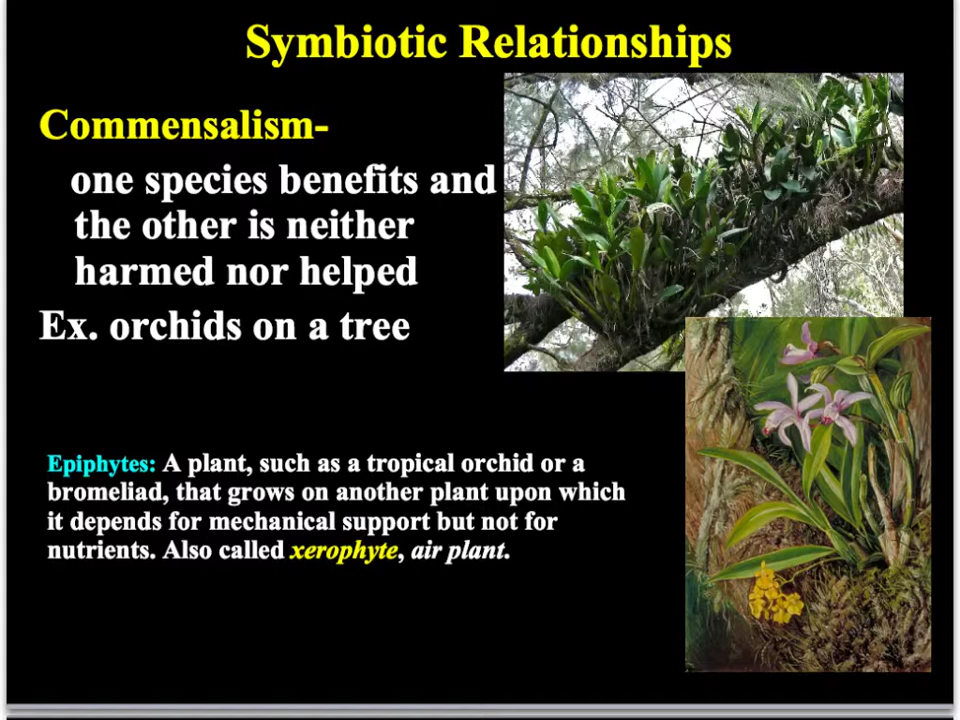 Symbiotic Relationships
Commensalism-
one species benefits and
the other is neither
harmed nor helped
Ex. orchids on a tree
Epiphytes: A plant, such as a tropical orchid or a
bromeliad, that grows on another plant upon which
it depends for mechanical support but not for
nutrients. Also called xerophyte, air plant.